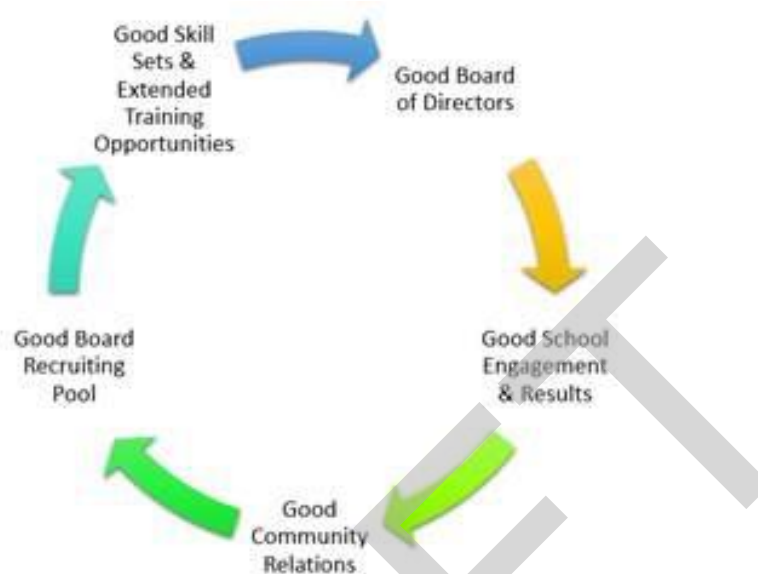 Good Skill
Sets &
Extended
Training
Opportunities
Good Board
of Directors
Good School
Engagement
& Results
Good
Community
Relations
Good Board
Recruiting
Pool